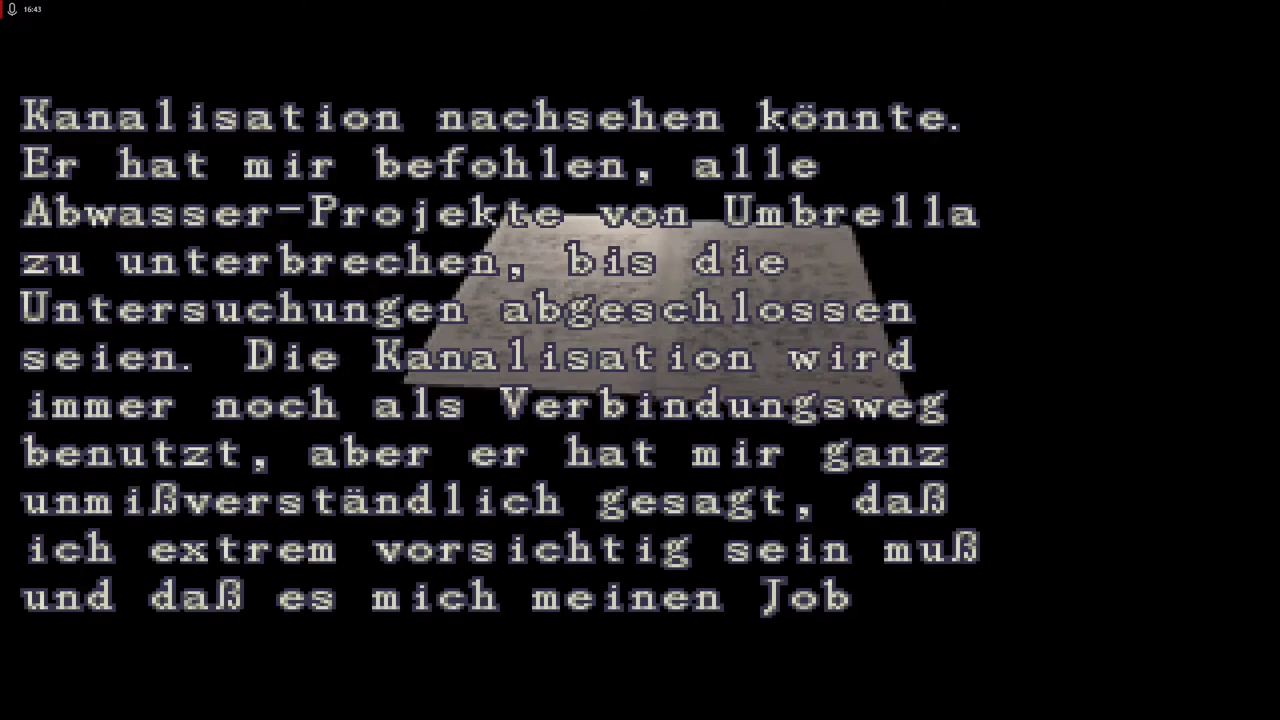 16:43
Kanalisation nachsehen könnte.
Er hat mir befohlen, alle
Abwasser-Projekte von Umbrella
zu unterbrechen, bis die
Untersuchungen abgeschlossen
seien. Die Kanalisation wird
immer noch als Verbindungsweg
benutzt, aber er hat mir ganz
unmißverständlich gesagt, daß
ich extrem vorsichtig sein muß
und daß es mich meinen Job